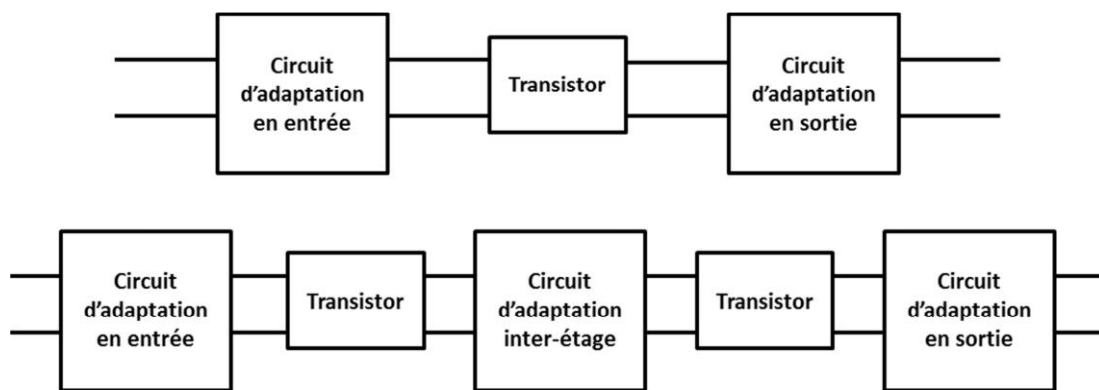 Circuit
d'adaptation
en entrée
Transistor
Circuit
d'adaptation
en sortie
Circuit
d'adaptation
en entrée
Transistor
Circuit
d'adaptation
inter-étage
Transistor
Circuit
d'adaptation
en sortie